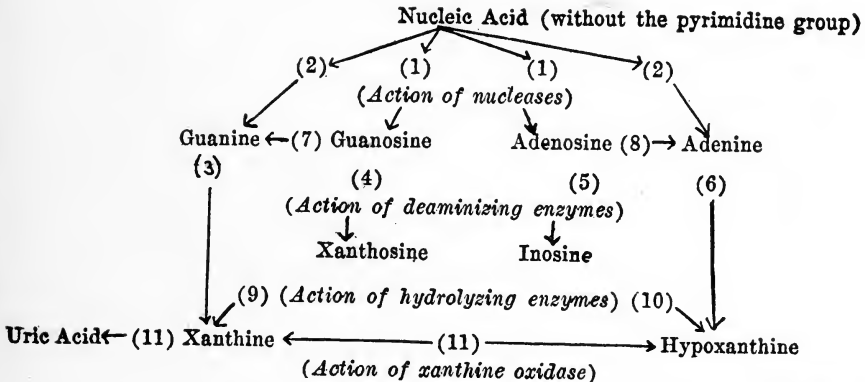 Nucleic Acid (without the pyrimidine group)
(2) (1) (1) (2)
(Action of nucleases)
Guanine ← (7) Guanosine Adenosine (8) → Adenine
(3) (4) (5) (6)
(Action of deaminizing enzymes)
Xanthosine Inosine
(9) (Action of hydrolyzing enzymes) (10)
Uric Acid ← (11) Xanthine ← (11) → Hypoxanthine
(Action of xanthine oxidase)